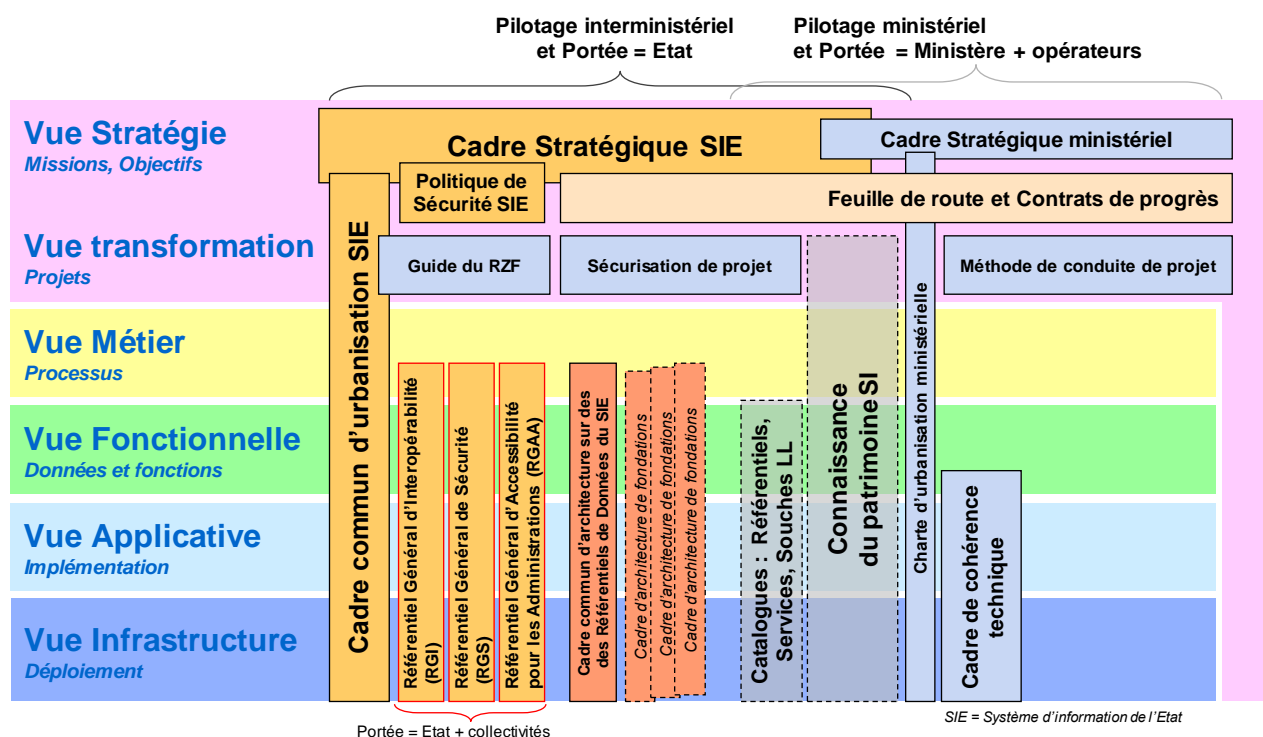 Pilotage interministériel
et Portée = Etat
Pilotage ministériel
et Portée = Ministère + opérateurs
Vue Stratégie
Missions, Objectifs
Cadre Stratégique SIE
Cadre Stratégique ministériel
Politique de
Sécurité SIE
Feuille de route et Contrats de progrès
Vue transformation
Projets
Guide du RZF
Sécurisation de projet
Méthode de conduite de projet
Vue Métier
Processus
Vue Fonctionnelle
Données et fonctions
Vue Applicative
Implémentation
Vue Infrastructure
Déploiement
Cadre commun d'urbanisation SIE
Référentiel Général d'Interopérabilité
(RGI)
Référentiel Général de Sécurité
(RGS)
Référentiel Général d'Accessibilité
pour les Administrations (RGAA)
Cadre commun d'architecture sur des
des Référentiels de Données du SIE
Cadre d'architecture de fondations
Cadre d'architecture de fondations
Cadre d'architecture de fondations
Catalogues : Référentiels,
Services, Souches LL
Connaissance
du patrimoine SI
Charte d'urbanisation ministérielle
Cadre de cohérence
technique
Portée = Etat + collectivités
SIE = Système d'information de l'Etat